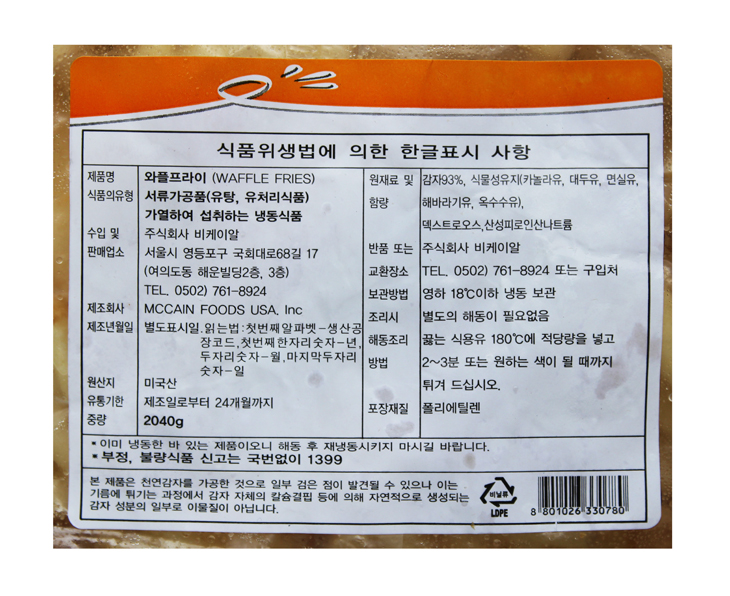 식품위생법에 의한 한글표시 사항
제품명 와플프라이 (WAFFLE FRIES)
식품의유형 서류가공품(유탕, 유처리식품)
가열하여 섭취하는 냉동식품
수입 및 주식회사 비케이알
판매업소 서울시 영등포구 국회대로68길 17
(여의도동 해운빌딩2층, 3층)
TEL. 0502) 761-8924
제조회사 MCCAIN FOODS USA. Inc
제조년월일 별도표시일.읽는법:첫번째알파벳-생산공
장코드,첫번째한자리숫자-년,
두자리숫자-월,마지막두자리
숫자-일
원산지 미국산
유통기한 제조일로부터 24개월까지
중량 2040g
원재료 및 감자93%, 식물성유지(카놀라유, 대두유, 면실유,
함량 해바라기유, 옥수수유),
덱스트로오스,산성피로인산나트륨
반품 또는 주식회사 비케이알
교환장소 TEL. 0502) 761-8924 또는 구입처
보관방법 영하 18℃이하 냉동 보관
조리시 별도의 해동이 필요없음
해동조리 끓는 식용유 180℃에 적당량을 넣고
방법 2~3분 또는 원하는 색이 될 때까지
튀겨 드십시오.
포장재질 폴리에틸렌
*이미 냉동한 바 있는 제품이오니 해동 후 재냉동시키지 마시길 바랍니다.
*부정, 불량식품 신고는 국번없이 1399
본 제품은 천연감자를 가공한 것으로 일부 검은 점이 발견될 수 있으나 이는
기름에 튀기는 과정에서 감자 자체의 칼슘결핍 등에 의해 자연적으로 생성되는
감자 성분의 일부로 이물질이 아닙니다.
비닐류
LDPE
8 801026 330780